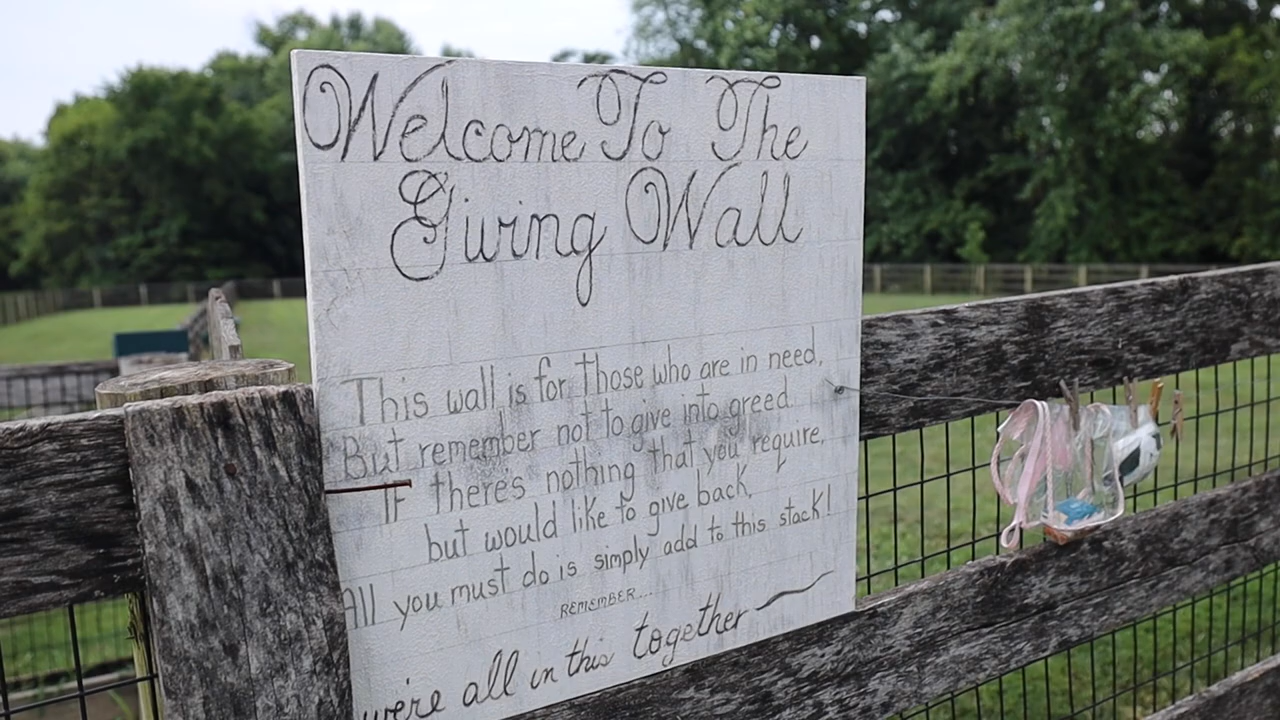 Welcome To The
Giving Wall
This wall is for those who are in need,
But remember not to give into greed.
If there's nothing that you require,
but would like to give back,
All you must do is simply add to this stack!
REMEMBER...
we're all in this together